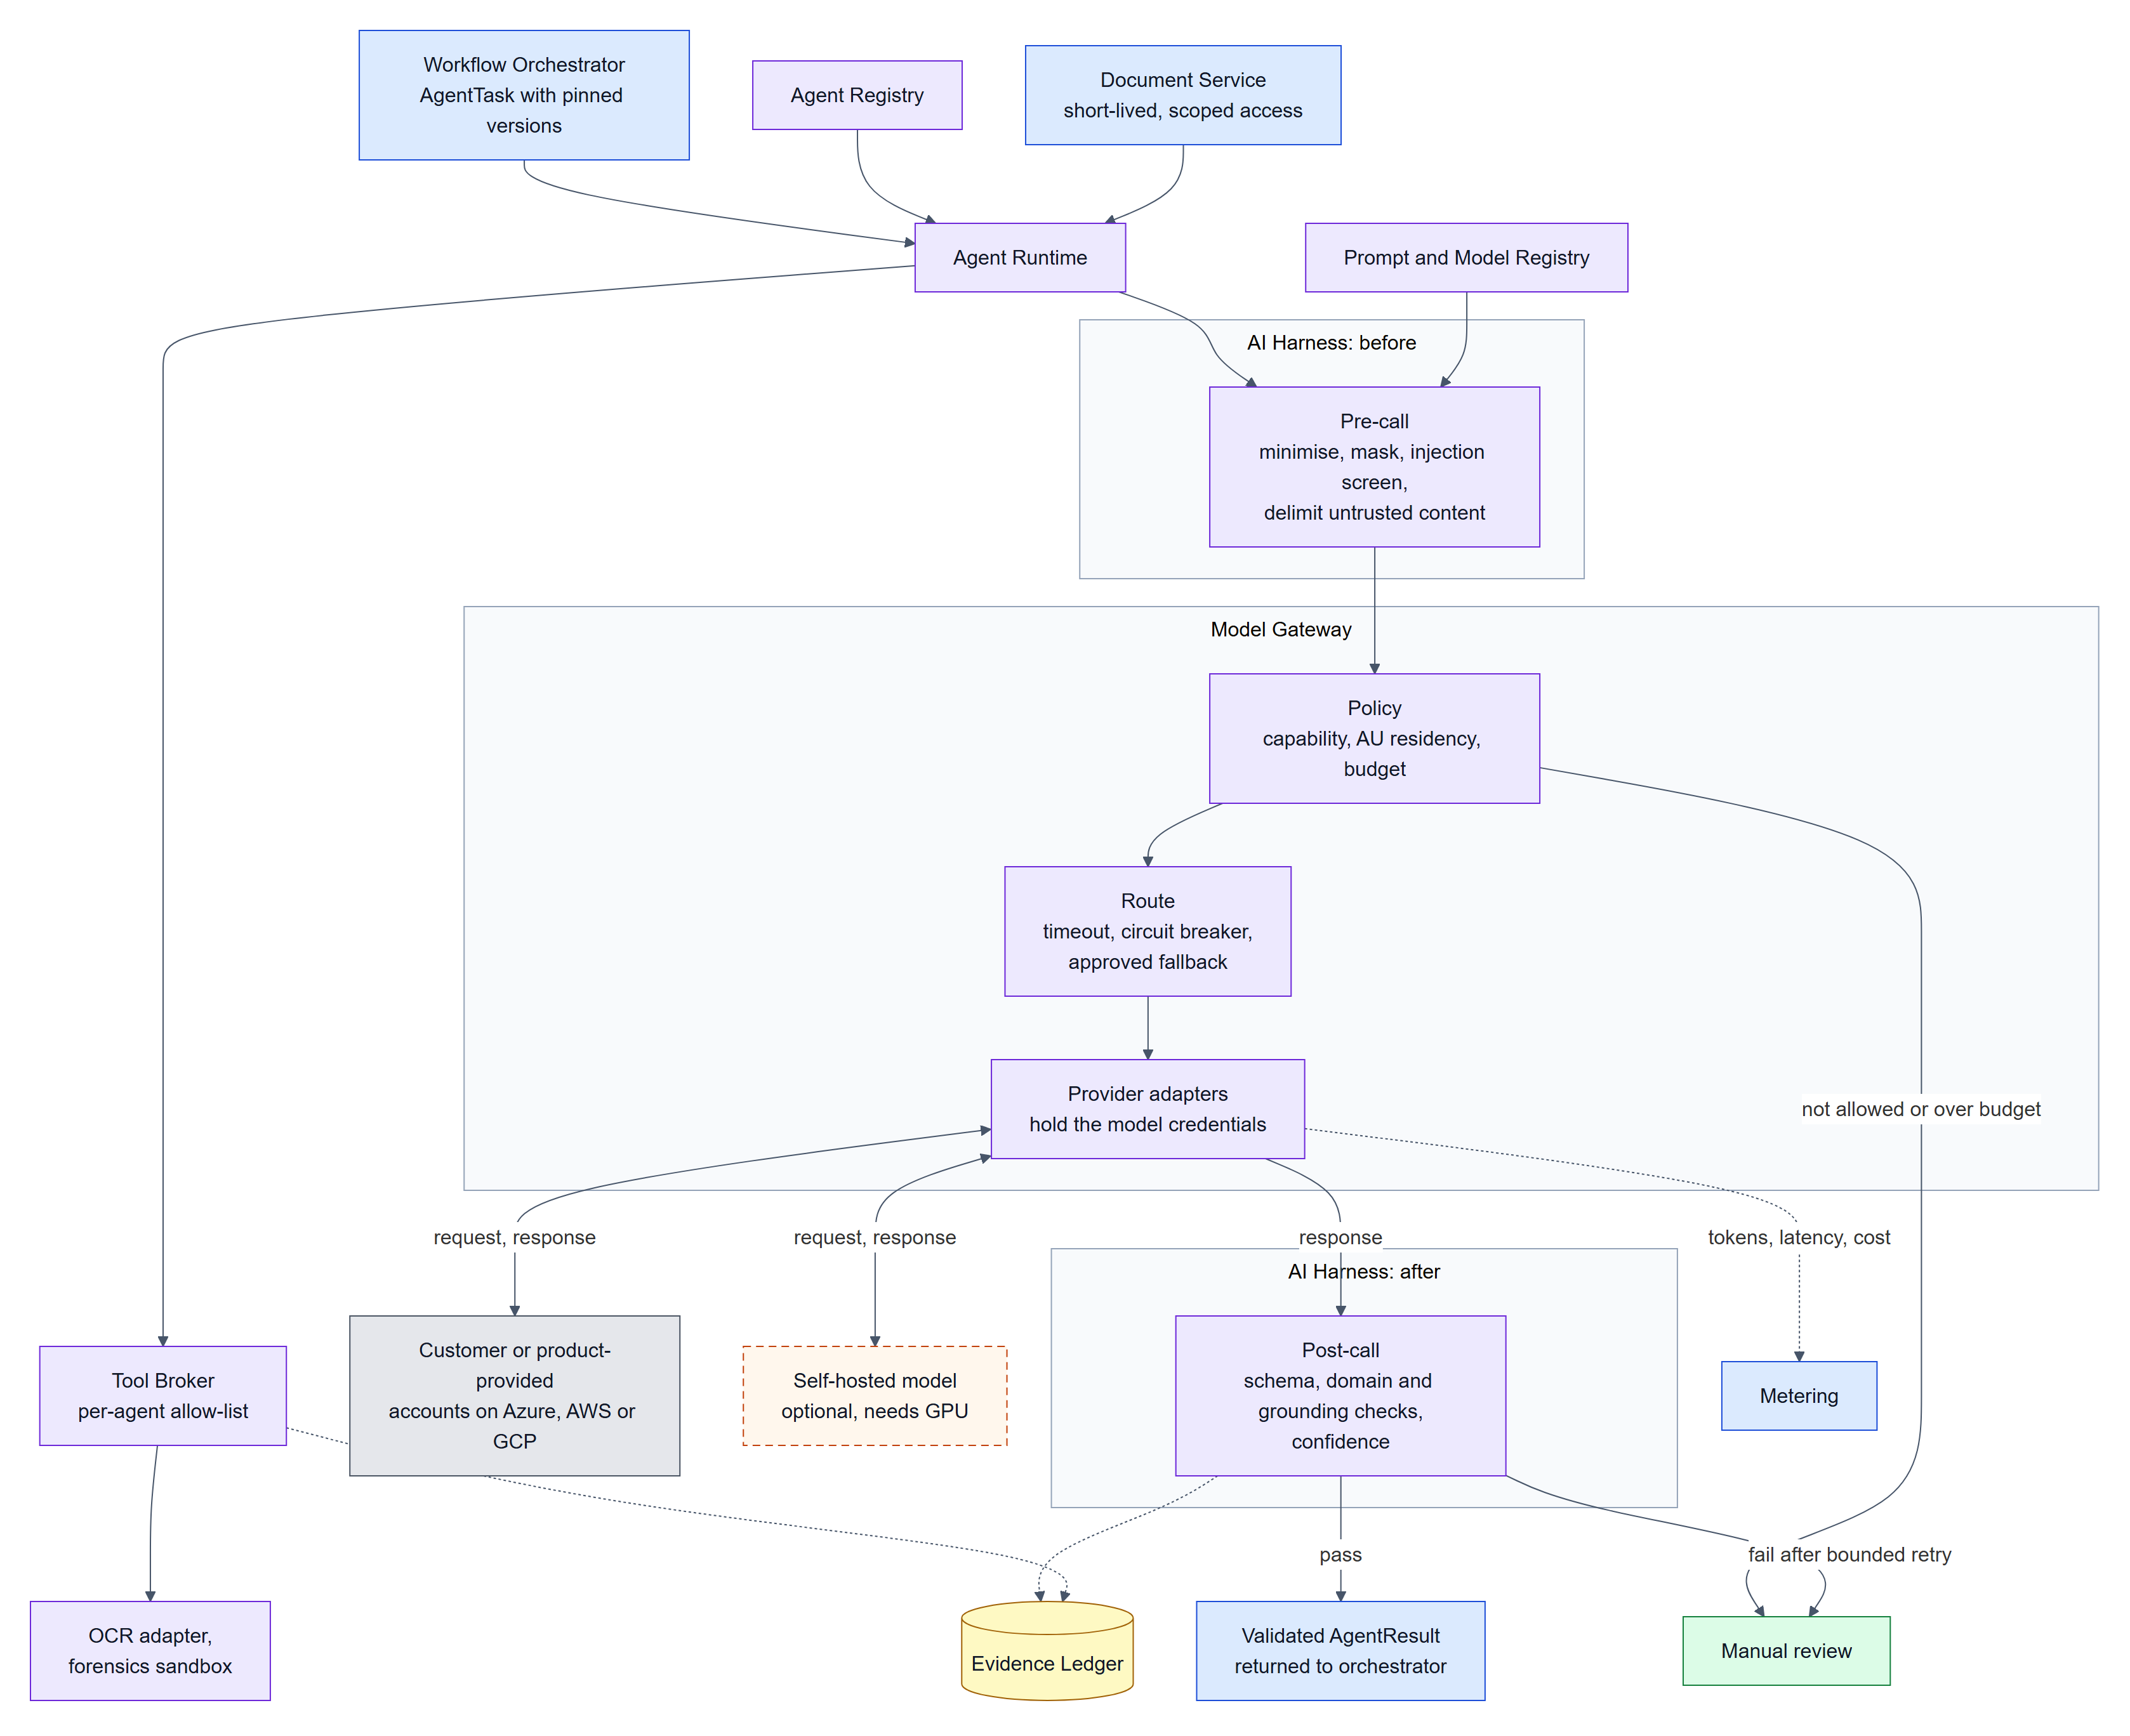 Workflow Orchestrator
AgentTask with pinned
versions
Agent Registry
Document Service
short-lived, scoped access
Agent Runtime
Prompt and Model Registry
AI Harness: before
Pre-call
minimise, mask, injection
screen,
delimit untrusted content
Model Gateway
Policy
capability, AU residency,
budget
Route
timeout, circuit breaker,
approved fallback
Provider adapters
hold the model credentials
not allowed or over budget
request, response
request, response
response
tokens, latency, cost
AI Harness: after
Tool Broker
per-agent allow-list
Customer or product-
provided
accounts on Azure, AWS or
GCP
Self-hosted model
optional, needs GPU
Post-call
schema, domain and
grounding checks,
confidence
Metering
pass
fail after bounded retry
OCR adapter,
forensics sandbox
Evidence Ledger
Validated AgentResult
returned to orchestrator
Manual review